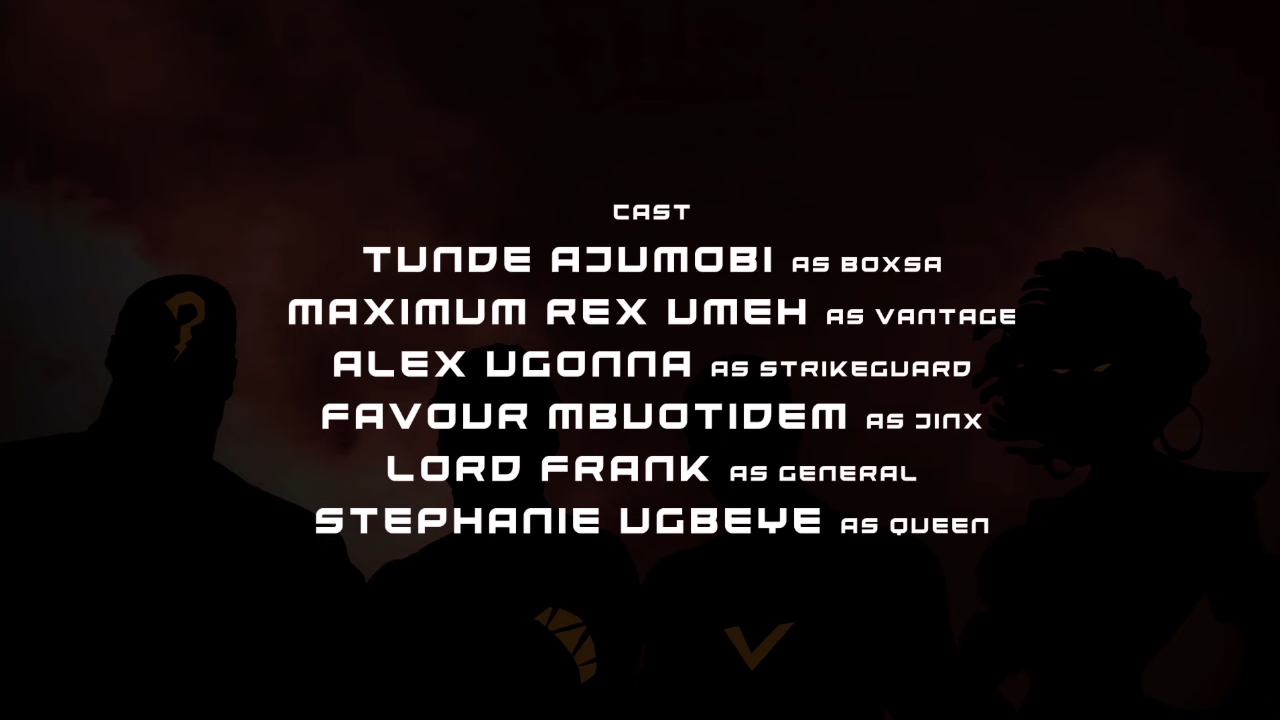 CAST
TUNDE AJUMOBI AS BOXSA
MAXIMUM REX UMEH AS VANTAGE
ALEX UGONNA AS STRIKEGUARD
FAVOUR MBUOTIDEM AS JINX
LORD FRANK AS GENERAL
STEPHANIE UGBEYE AS QUEEN